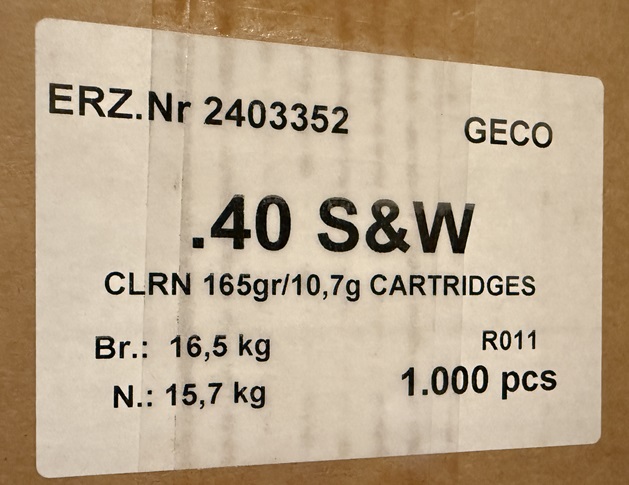 ERZ.Nr 2403352 GECO
.40 S&W
CLRN 165gr/10,7g CARTRIDGES
Br.: 16,5 kg R011
N.: 15,7 kg 1.000 pcs